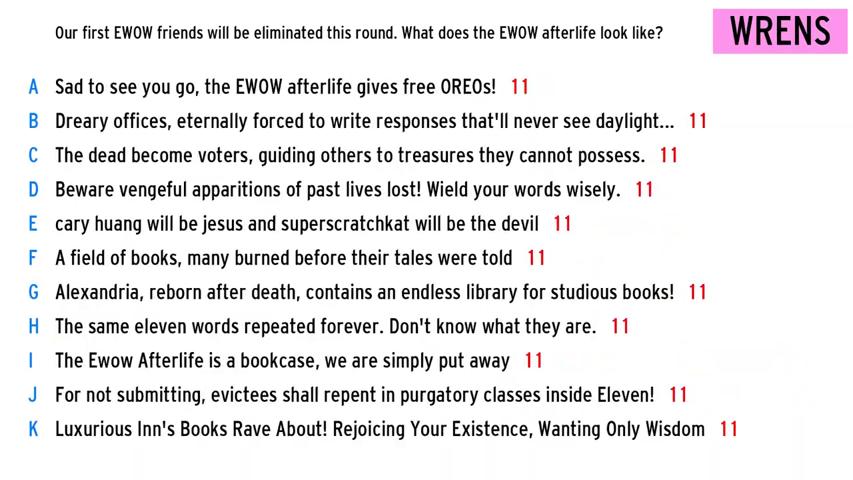 Our first EWOW friends will be eliminated this round. What does the EWOW afterlife look like?
WRENS
A Sad to see you go, the EWOW afterlife gives free OREOs! 11
B Dreary offices, eternally forced to write responses that'll never see daylight... 11
C The dead become voters, guiding others to treasures they cannot possess. 11
D Beware vengeful apparitions of past lives lost! Wield your words wisely. 11
E cary huang will be jesus and superscratchkat will be the devil 11
F A field of books, many burned before their tales were told 11
G Alexandria, reborn after death, contains an endless library for studious books! 11
H The same eleven words repeated forever. Don't know what they are. 11
I The Ewow Afterlife is a bookcase, we are simply put away 11
J For not submitting, evictees shall repent in purgatory classes inside Eleven! 11
K Luxurious Inn's Books Rave About! Rejoicing Your Existence, Wanting Only Wisdom 11